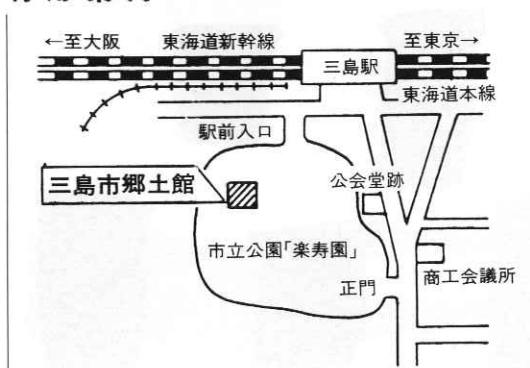 ←至大阪
東海道新幹線
至東京→
三島駅
東海道本線
駅前入口
三島市郷土館
公会堂跡
市立公園「楽寿園」
正門
商工会議所